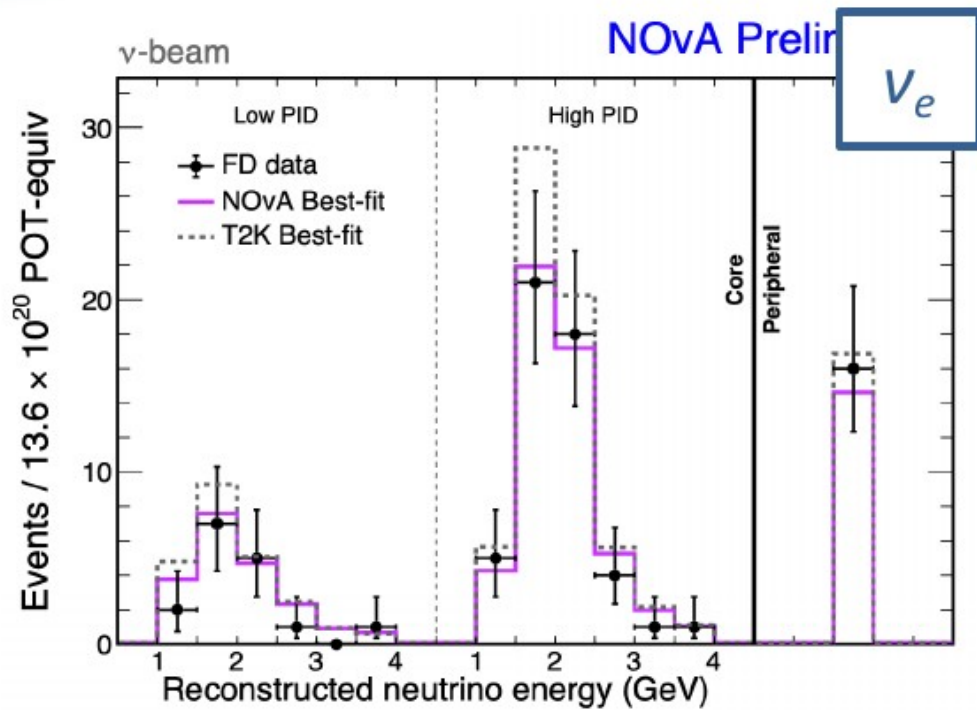 ν-beam
NOvA Prelim
νe
Low PID
High PID
FD data
NOvA Best-fit
T2K Best-fit
Core
Peripheral
Events / 13.6 × 10²⁰ POT-equiv
30
20
10
0
1 2 3 4 1 2 3 4
Reconstructed neutrino energy (GeV)